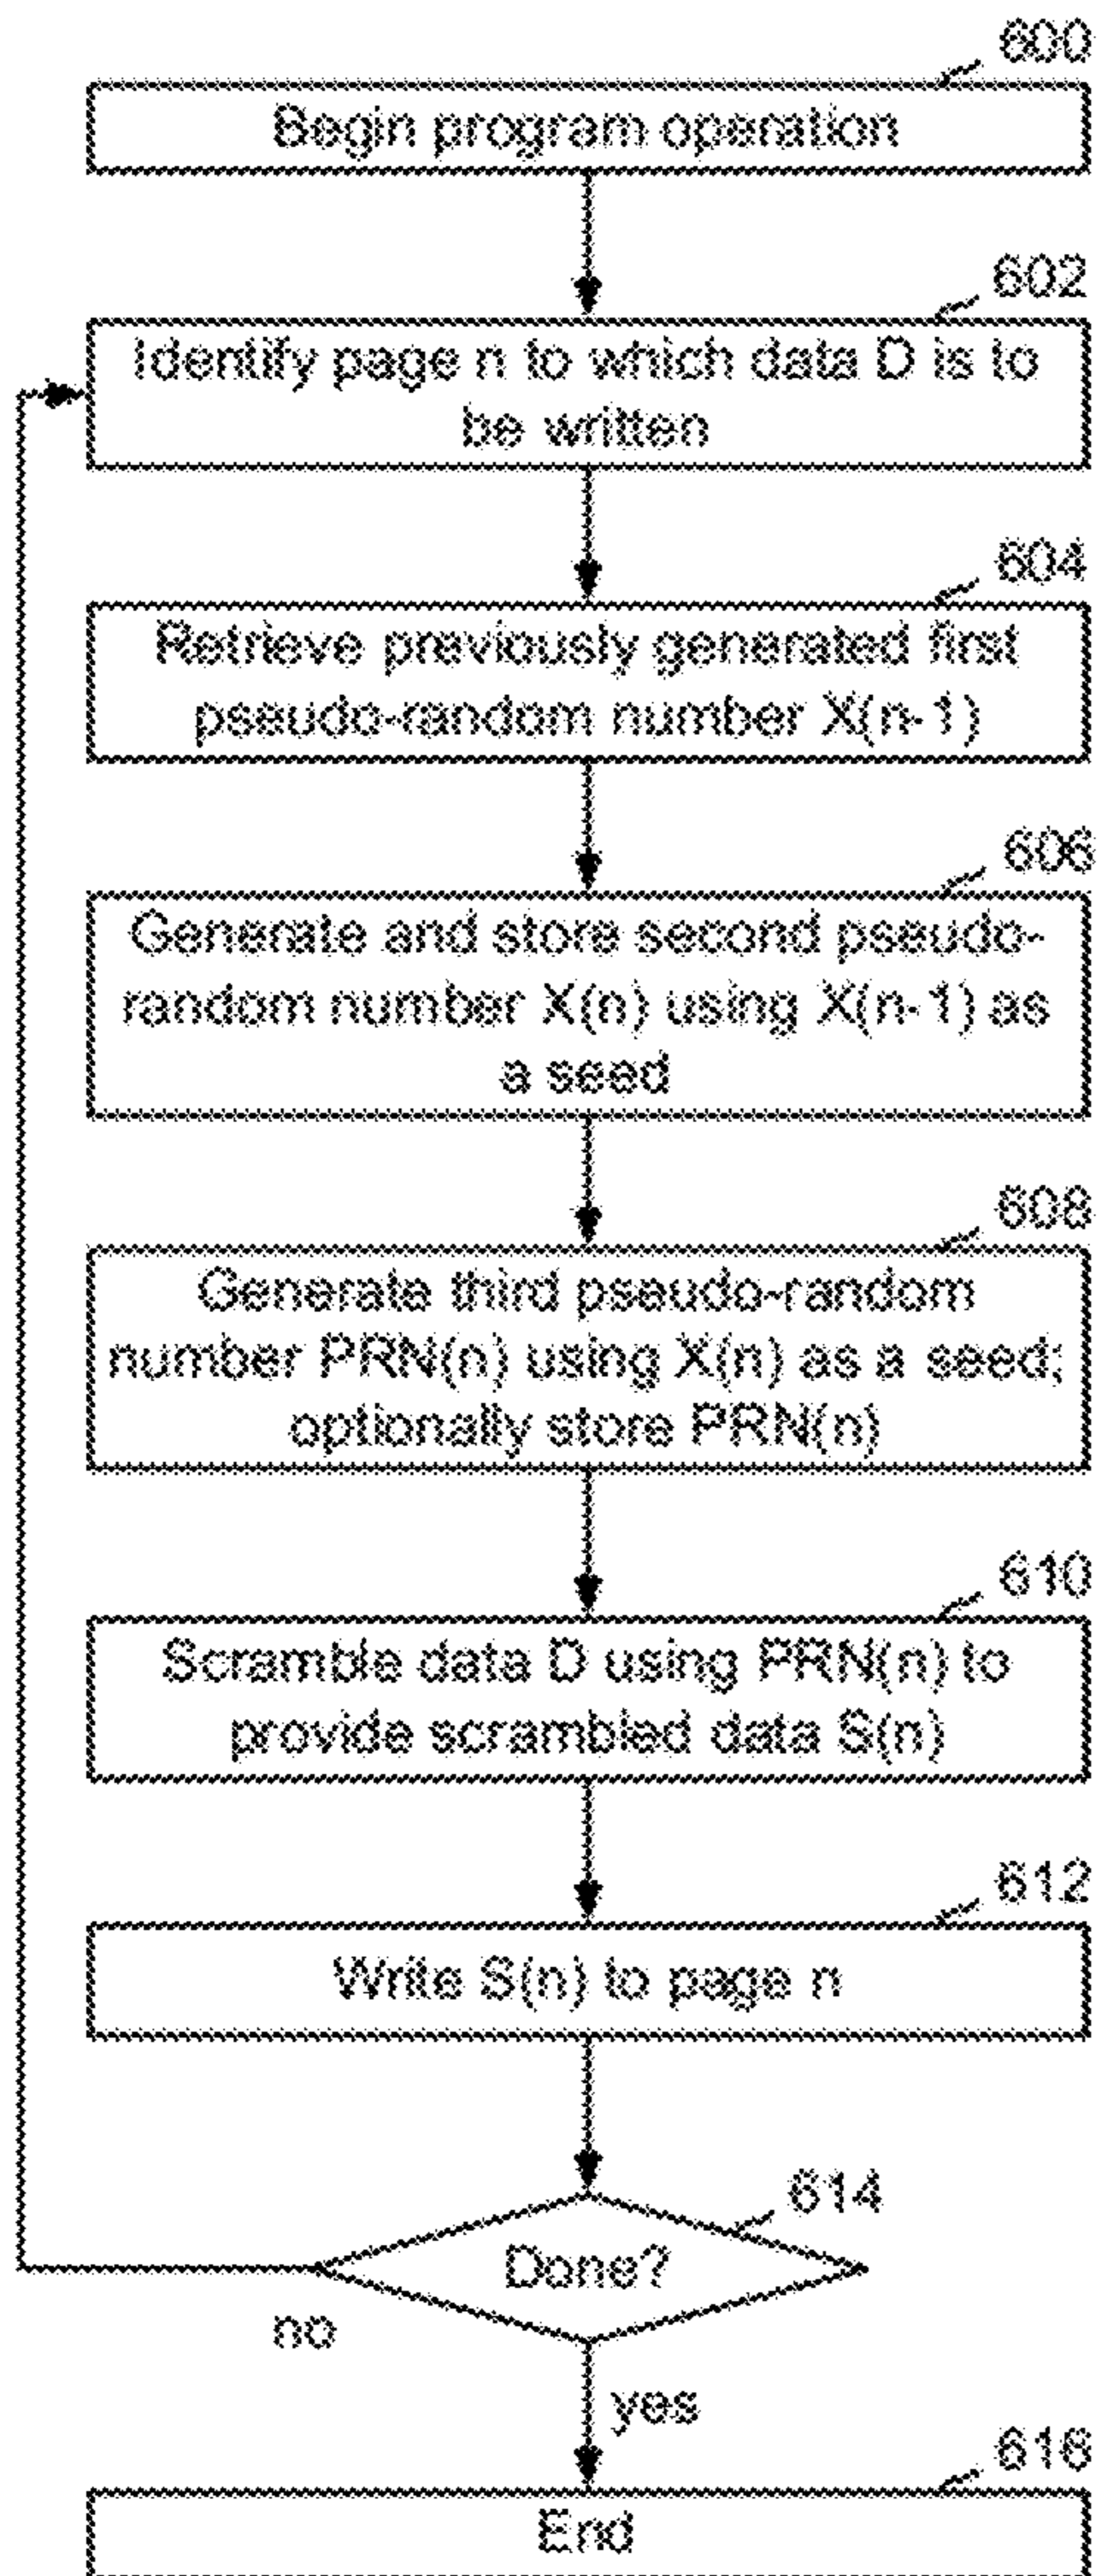 600
Begin program operation
602
Identify page n to which data D is to
be written
604
Retrieve previously generated first
pseudo-random number X(n-1)
606
Generate and store second pseudo-
random number X(n) using X(n-1) as
a seed
608
Generate third pseudo-random
number PRN(n) using X(n) as a seed;
optionally store PRN(n)
610
Scramble data D using PRN(n) to
provide scrambled data S(n)
612
Write S(n) to page n
614
Done?
no
yes
616
End